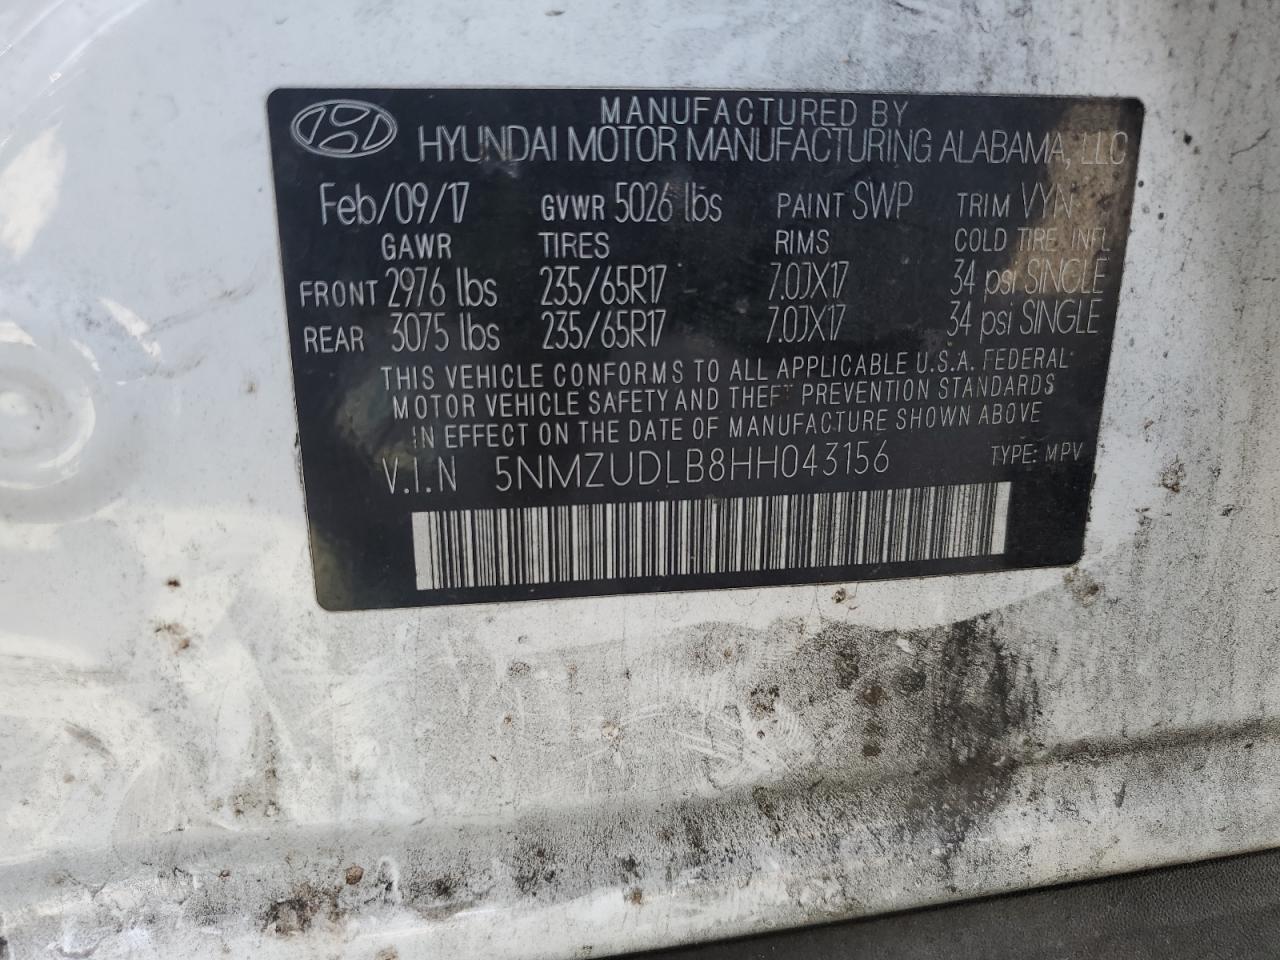 MANUFACTURED BY
HYUNDAI MOTOR MANUFACTURING ALABAMA, LLC
Feb/09/17 GVWR 5026 lbs PAINT SWP TRIM VYN
GAWR TIRES RIMS COLD TIRE INFL
FRONT 2976 lbs 235/65R17 7.0JX17 34 psi SINGLE
REAR 3075 lbs 235/65R17 7.0JX17 34 psi SINGLE
THIS VEHICLE CONFORMS TO ALL APPLICABLE U.S.A. FEDERAL
MOTOR VEHICLE SAFETY AND THEFT PREVENTION STANDARDS
IN EFFECT ON THE DATE OF MANUFACTURE SHOWN ABOVE
V.I.N 5NMZUDLB8HH043156 TYPE: MPV